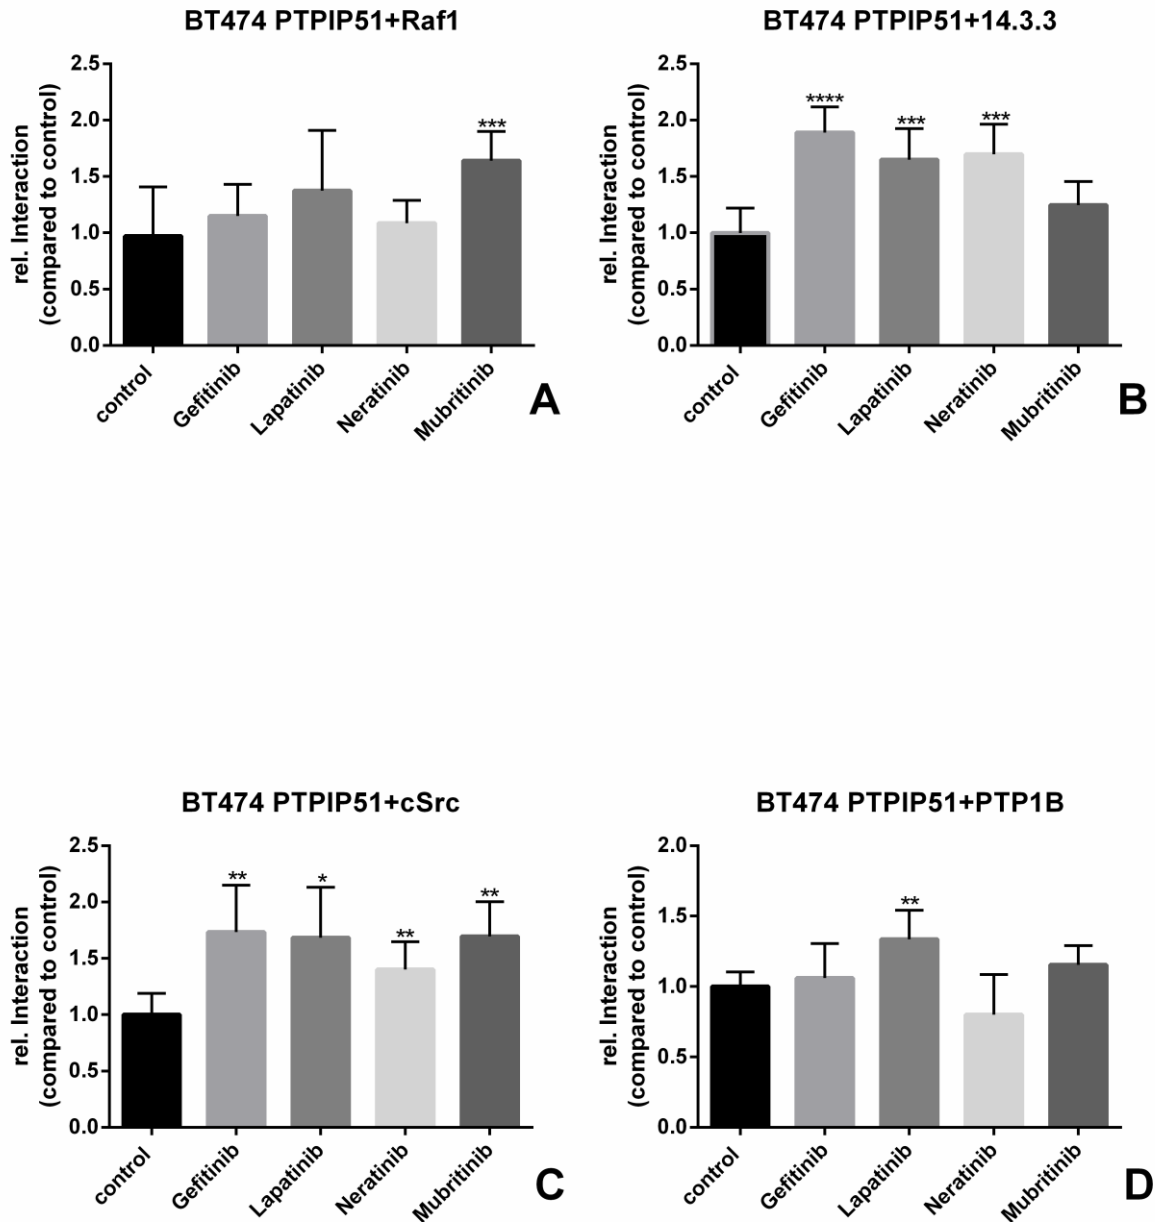 BT474 PTPIP51+Raf1
rel. Interaction
(compared to control)
2.5
2.0
1.5
1.0
0.5
0.0
***
control
Gefitinib
Lapatinib
Neratinib
Mubritinib
A
BT474 PTPIP51+14.3.3
rel. Interaction
(compared to control)
2.5
2.0
1.5
1.0
0.5
0.0
****
***
***
control
Gefitinib
Lapatinib
Neratinib
Mubritinib
B
BT474 PTPIP51+cSrc
rel. Interaction
(compared to control)
2.5
2.0
1.5
1.0
0.5
0.0
**
*
**
**
control
Gefitinib
Lapatinib
Neratinib
Mubritinib
C
BT474 PTPIP51+PTP1B
rel. Interaction
(compared to control)
2.0
1.5
1.0
0.5
0.0
**
control
Gefitinib
Lapatinib
Neratinib
Mubritinib
D